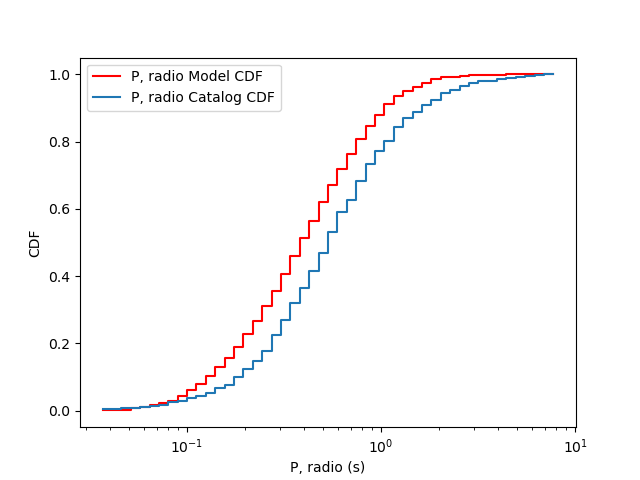 P, radio Model CDF
P, radio Catalog CDF
1.0
0.8
0.6
0.4
0.2
0.0
CDF
10⁻¹ 10⁰ 10¹
P, radio (s)